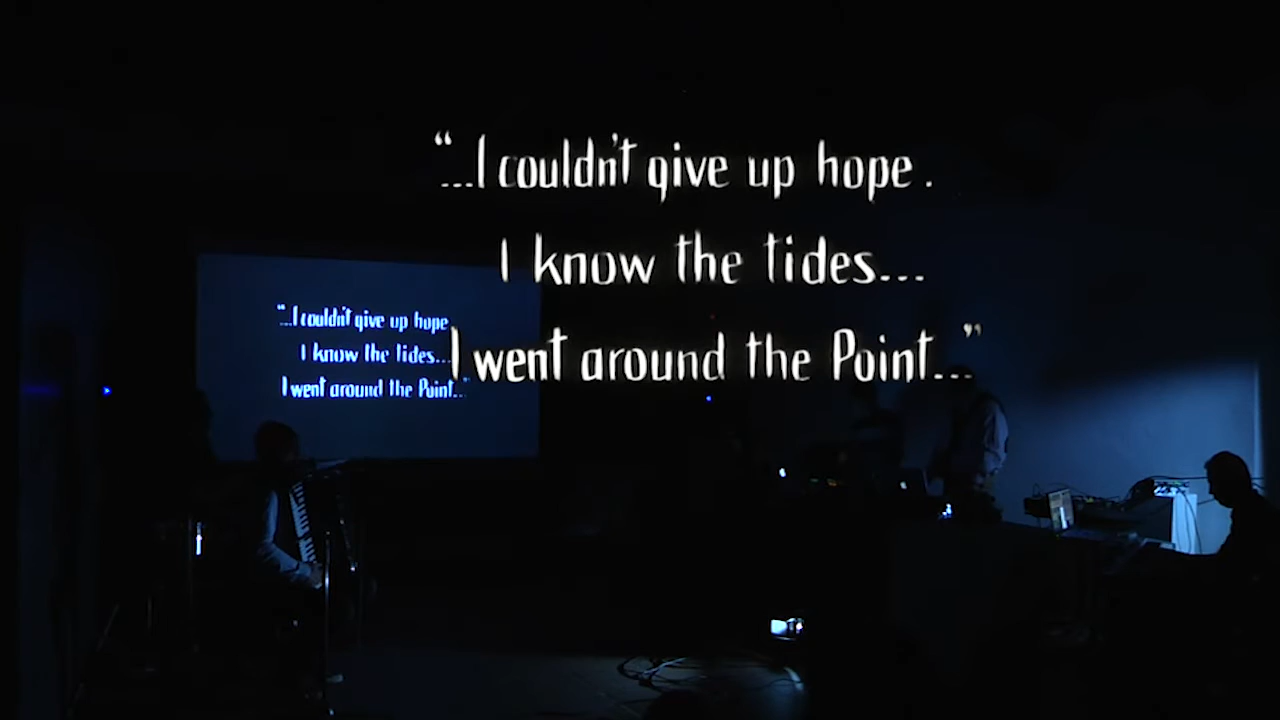 “...I couldn't give up hope.
I know the tides...
I went around the Point...”
“...I couldn't give up hope.
I know the tides...
I went around the Point...”